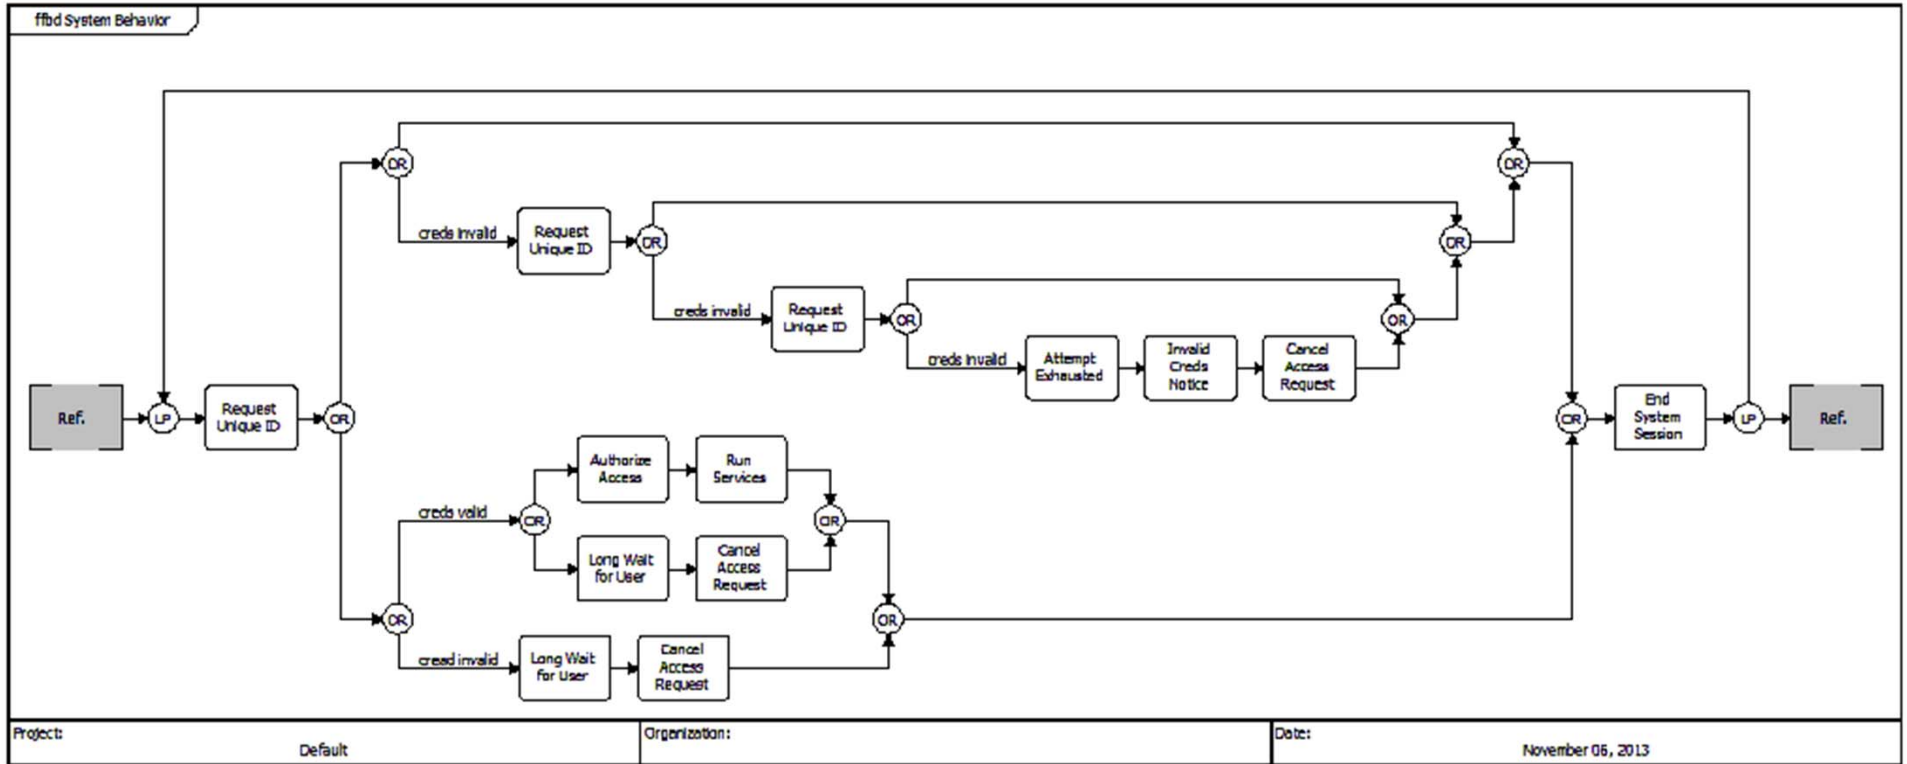 ffbd System Behavior
OR
OR
creds invalid
Request
Unique ID
OR
OR
creds invalid
Request
Unique ID
OR
OR
creds invalid
Attempt
Exhausted
Invalid
Creds
Notice
Cancel
Access
Request
Ref.
LP
Request
Unique ID
OR
OR
End
System
Session
LP
Ref.
creds valid
OR
Authorize
Access
Run
Services
Long Wait
for User
Cancel
Access
Request
OR
OR
cread invalid
Long Wait
for User
Cancel
Access
Request
OR
Project:
Default
Organization:
Date:
November 06, 2013